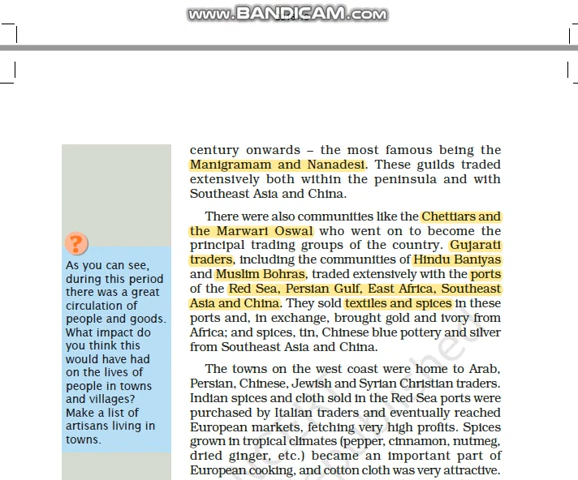 www.BANDICAM.com
century onwards – the most famous being the
Manigramam and Nanadesi. These guilds traded
extensively both within the peninsula and with
Southeast Asia and China.
There were also communities like the Chettiars and
the Marwari Oswal who went on to become the
principal trading groups of the country. Gujarati
traders, including the communities of Hindu Baniyas
and Muslim Bohras, traded extensively with the ports
of the Red Sea, Persian Gulf, East Africa, Southeast
Asia and China. They sold textiles and spices in these
ports and, in exchange, brought gold and ivory from
Africa; and spices, tin, Chinese blue pottery and silver
from Southeast Asia and China.
The towns on the west coast were home to Arab,
Persian, Chinese, Jewish and Syrian Christian traders.
Indian spices and cloth sold in the Red Sea ports were
purchased by Italian traders and eventually reached
European markets, fetching very high profits. Spices
grown in tropical climates (pepper, cinnamon, nutmeg,
dried ginger, etc.) became an important part of
European cooking, and cotton cloth was very attractive.
?
As you can see,
during this period
there was a great
circulation of
people and goods.
What impact do
you think this
would have had
on the lives of
people in towns
and villages?
Make a list of
artisans living in
towns.